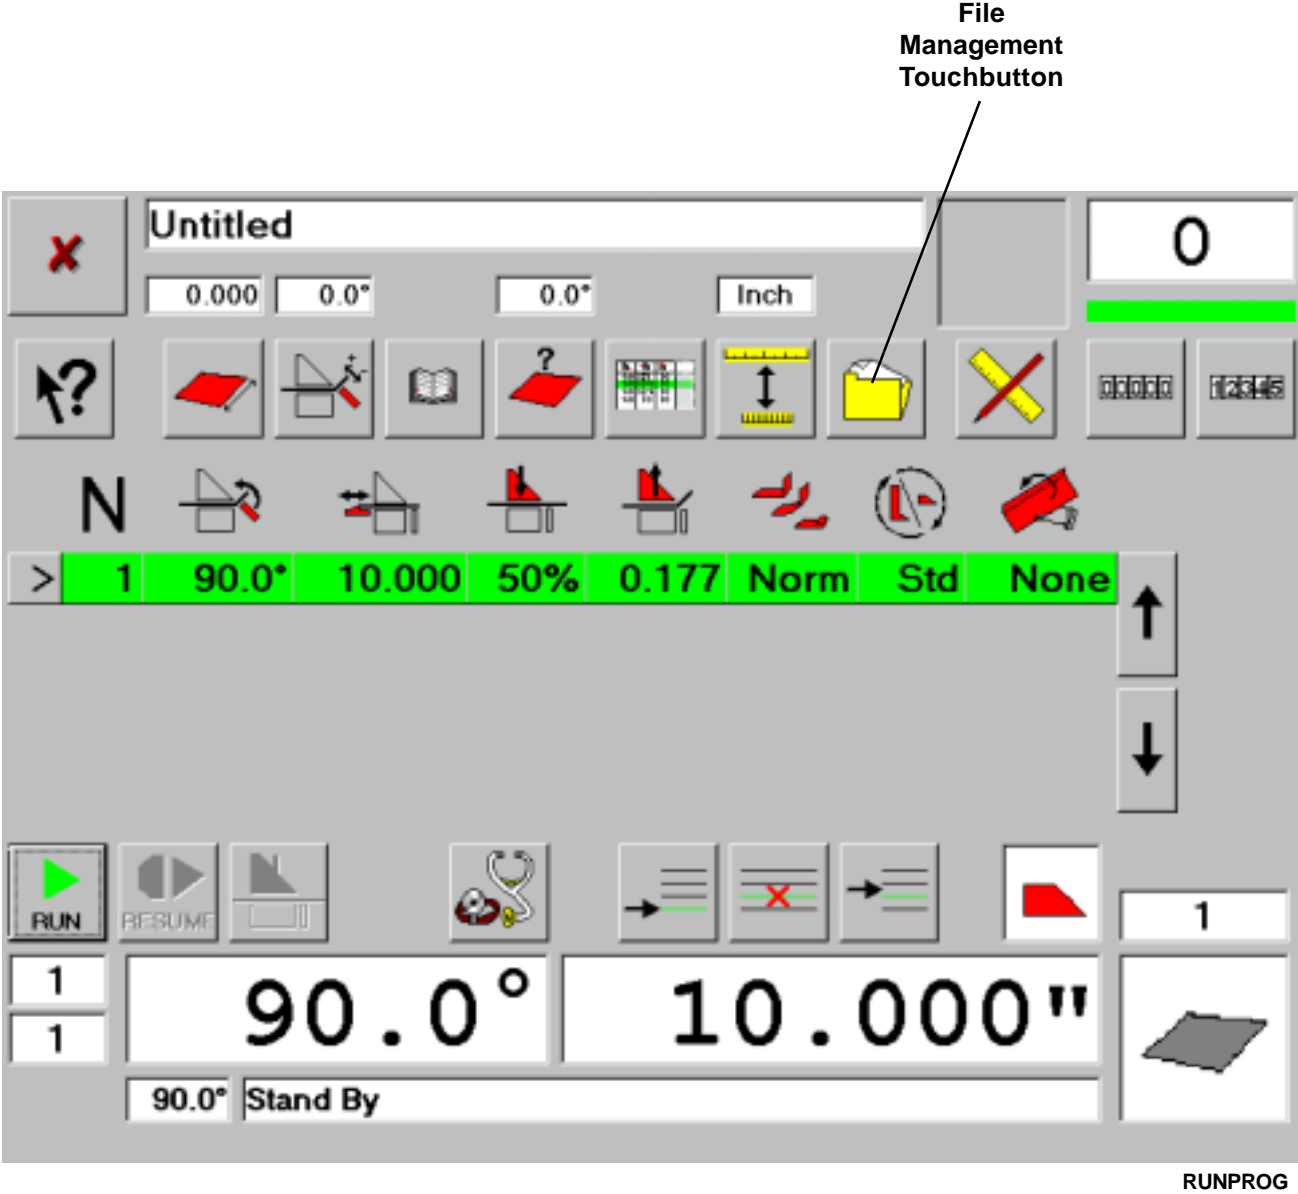 File
Management
Touchbutton
Untitled
0
0.000 0.0° 0.0° Inch
? ? 00000 12345
N
> 1 90.0° 10.000 50% 0.177 Norm Std None
RUN RESUME
1
1 90.0° 10.000"
1
90.0° Stand By
RUNPROG